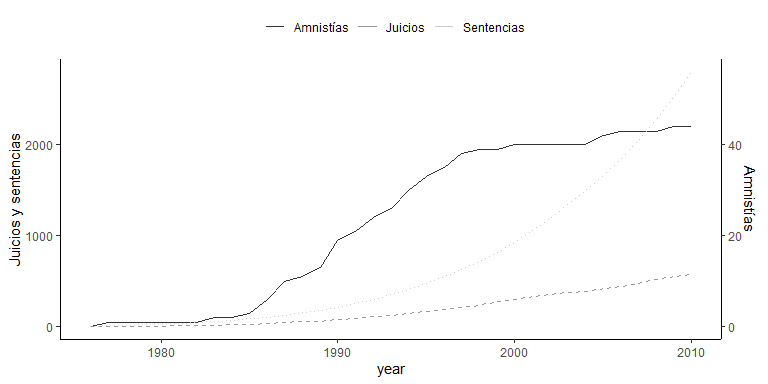 Amnistías Juicios Sentencias
Juicios y sentencias
2000
1000
0
40
20
0
Amnistías
1980 1990 2000 2010
year